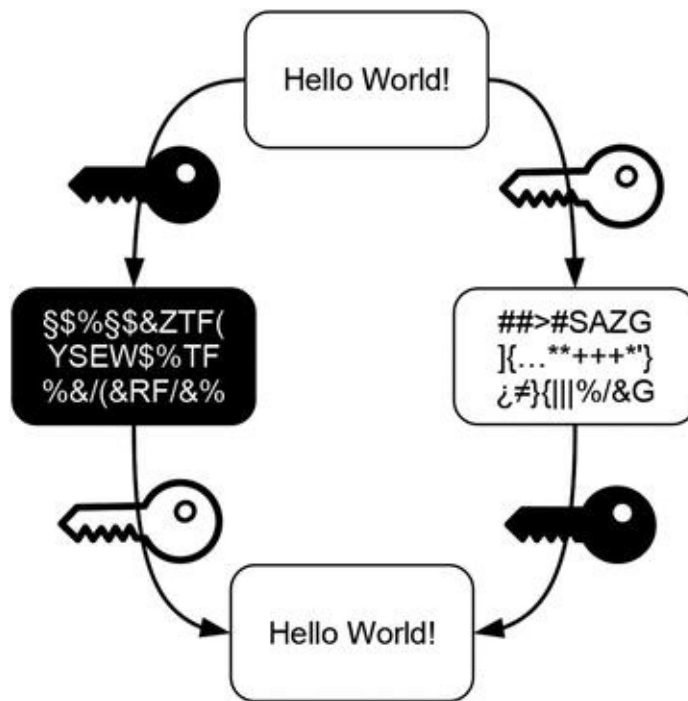 Hello World!
§$%§$&ZTF(
YSEW$%TF
%&/(&RF/&%
##>#SAZG
]{…**+++*'}
¿≠}{|||%/&G
Hello World!